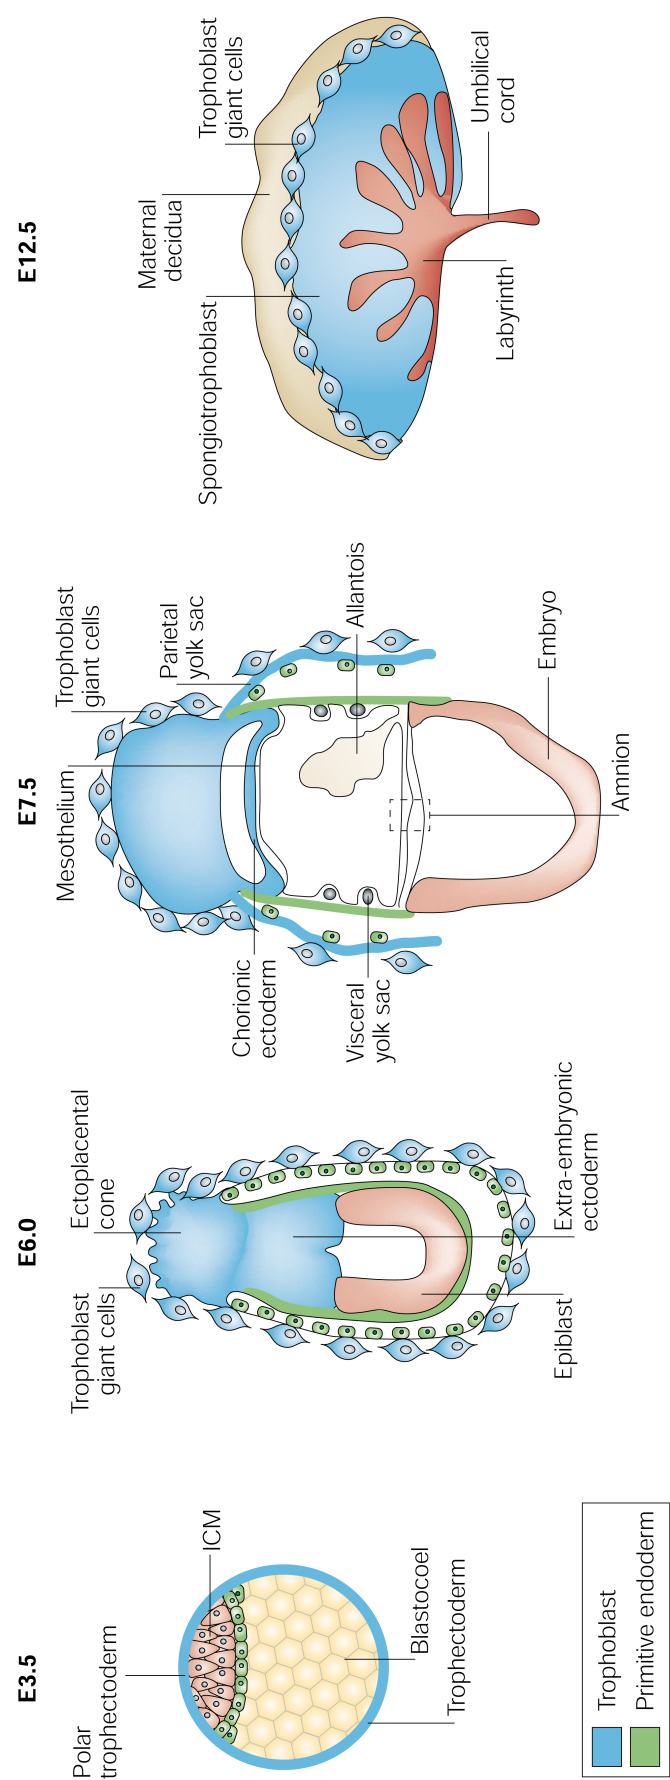 E3.5
Polar
trophectoderm
ICM
Blastocoel
Trophectoderm
Trophoblast
Primitive endoderm
E6.0
Trophoblast
giant cells
Ectoplacental
cone
Epiblast
Extra-embryonic
ectoderm
E7.5
Mesothelium
Trophoblast
giant cells
Parietal
yolk sac
Chorionic
ectoderm
Visceral
yolk sac
Allantois
Embryo
Amnion
E12.5
Spongiotrophoblast
Maternal
decidua
Trophoblast
giant cells
Labyrinth
Umbilical
cord